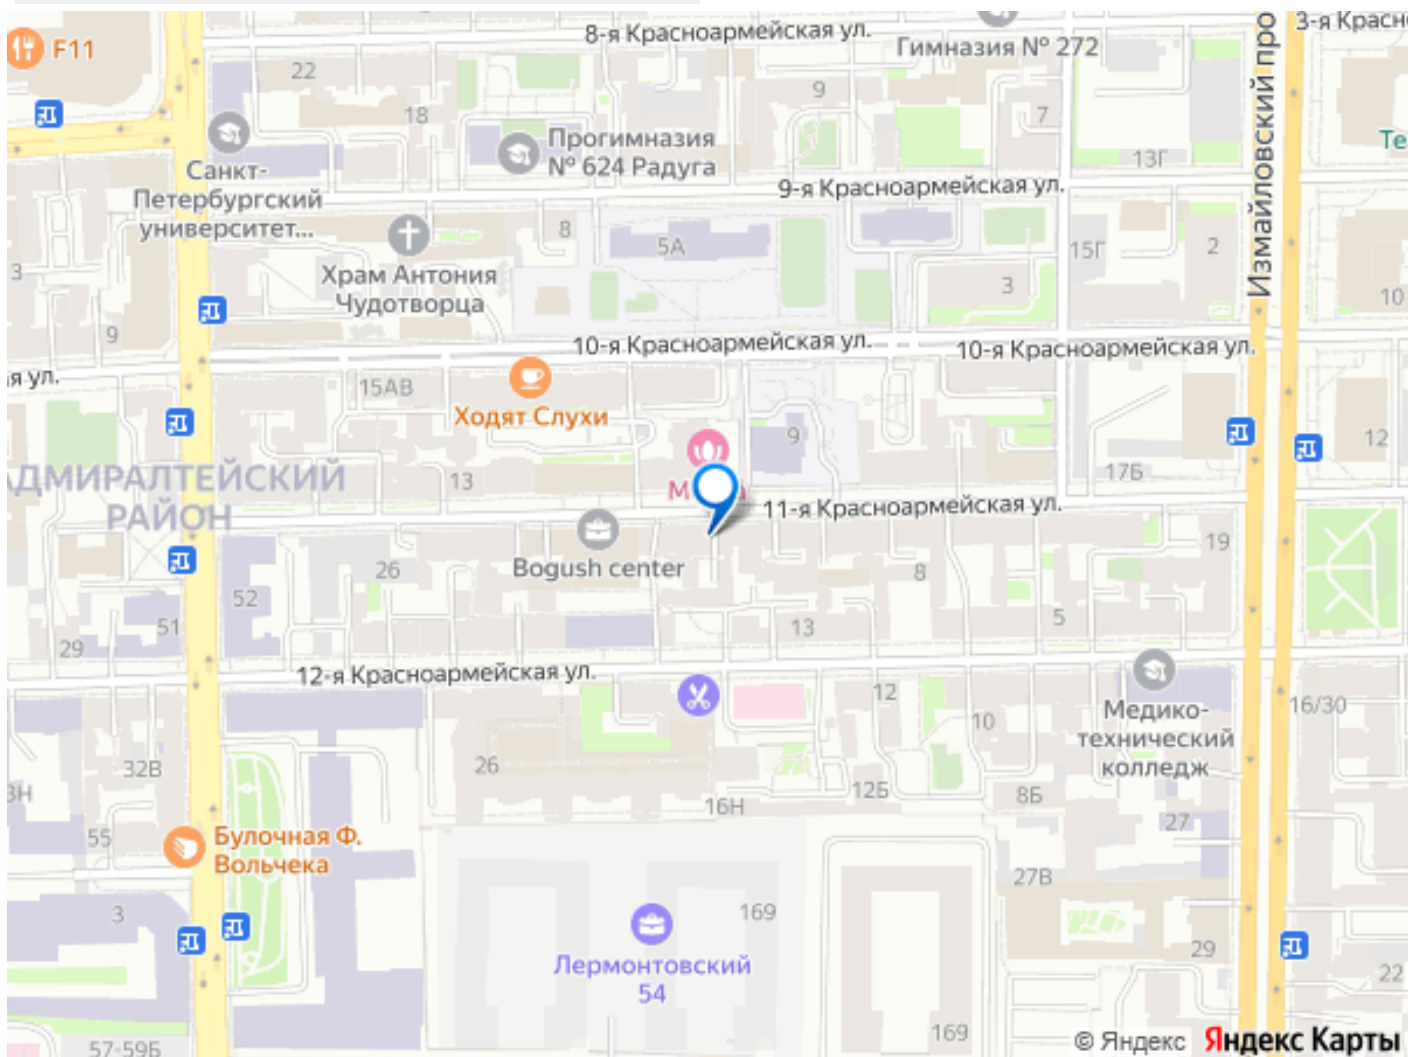 8-я Красноармейская ул.
3-я Красн
Гимназия № 272
F11
22
18
9
7
Измайловский про
Прогимназия
№ 624 Радуга
13Г
Те
Санкт-
Петербургский
университет...
9-я Красноармейская ул.
8
5А
15Г
2
3
Храм Антония
Чудотворца
3
10
9
10-я Красноармейская ул.
10-я Красноармейская ул.
я ул.
15АВ
Ходят Слухи
9
12
АДМИРАЛТЕЙСКИЙ
РАЙОН
13
17Б
11-я Красноармейская ул.
Bogush center
19
26
8
52
51
13
5
29
12-я Красноармейская ул.
12
10
16/30
Медико-
технический
колледж
26
32В
3Н
16Н
12Б
8Б
27
55
Булочная Ф.
Вольчека
27В
3
169
29
Лермонтовский
54
22
169
57-59Б
© Яндекс Яндекс Карты